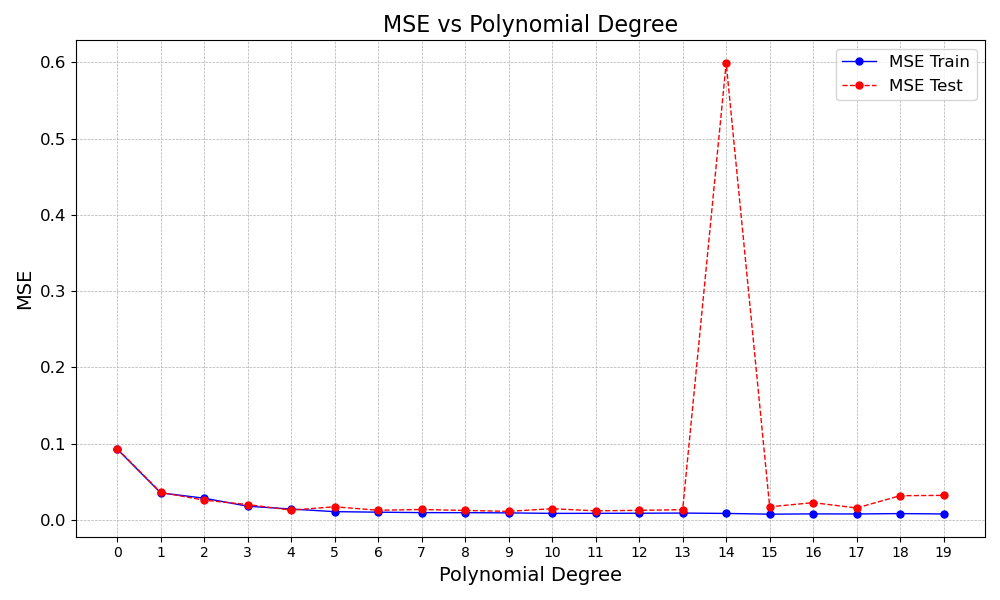 MSE vs Polynomial Degree
MSE Train
MSE Test
0.6
0.5
0.4
0.3
0.2
0.1
0.0
MSE
0 1 2 3 4 5 6 7 8 9 10 11 12 13 14 15 16 17 18 19
Polynomial Degree